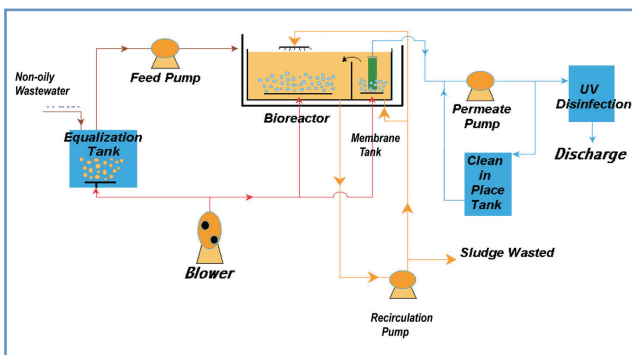 Non-oily
Wastewater
Feed Pump
Equalization
Tank
Bioreactor
Membrane
Tank
Permeate
Pump
UV
Disinfection
Discharge
Clean in
Place
Tank
Blower
Sludge Wasted
Recirculation
Pump